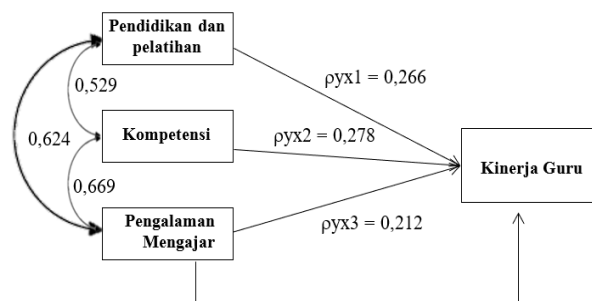 Pendidikan dan
pelatihan
0,529
ρyx1 = 0,266
0,624
Kompetensi
ρyx2 = 0,278
Kinerja Guru
0,669
Pengalaman
Mengajar
ρyx3 = 0,212